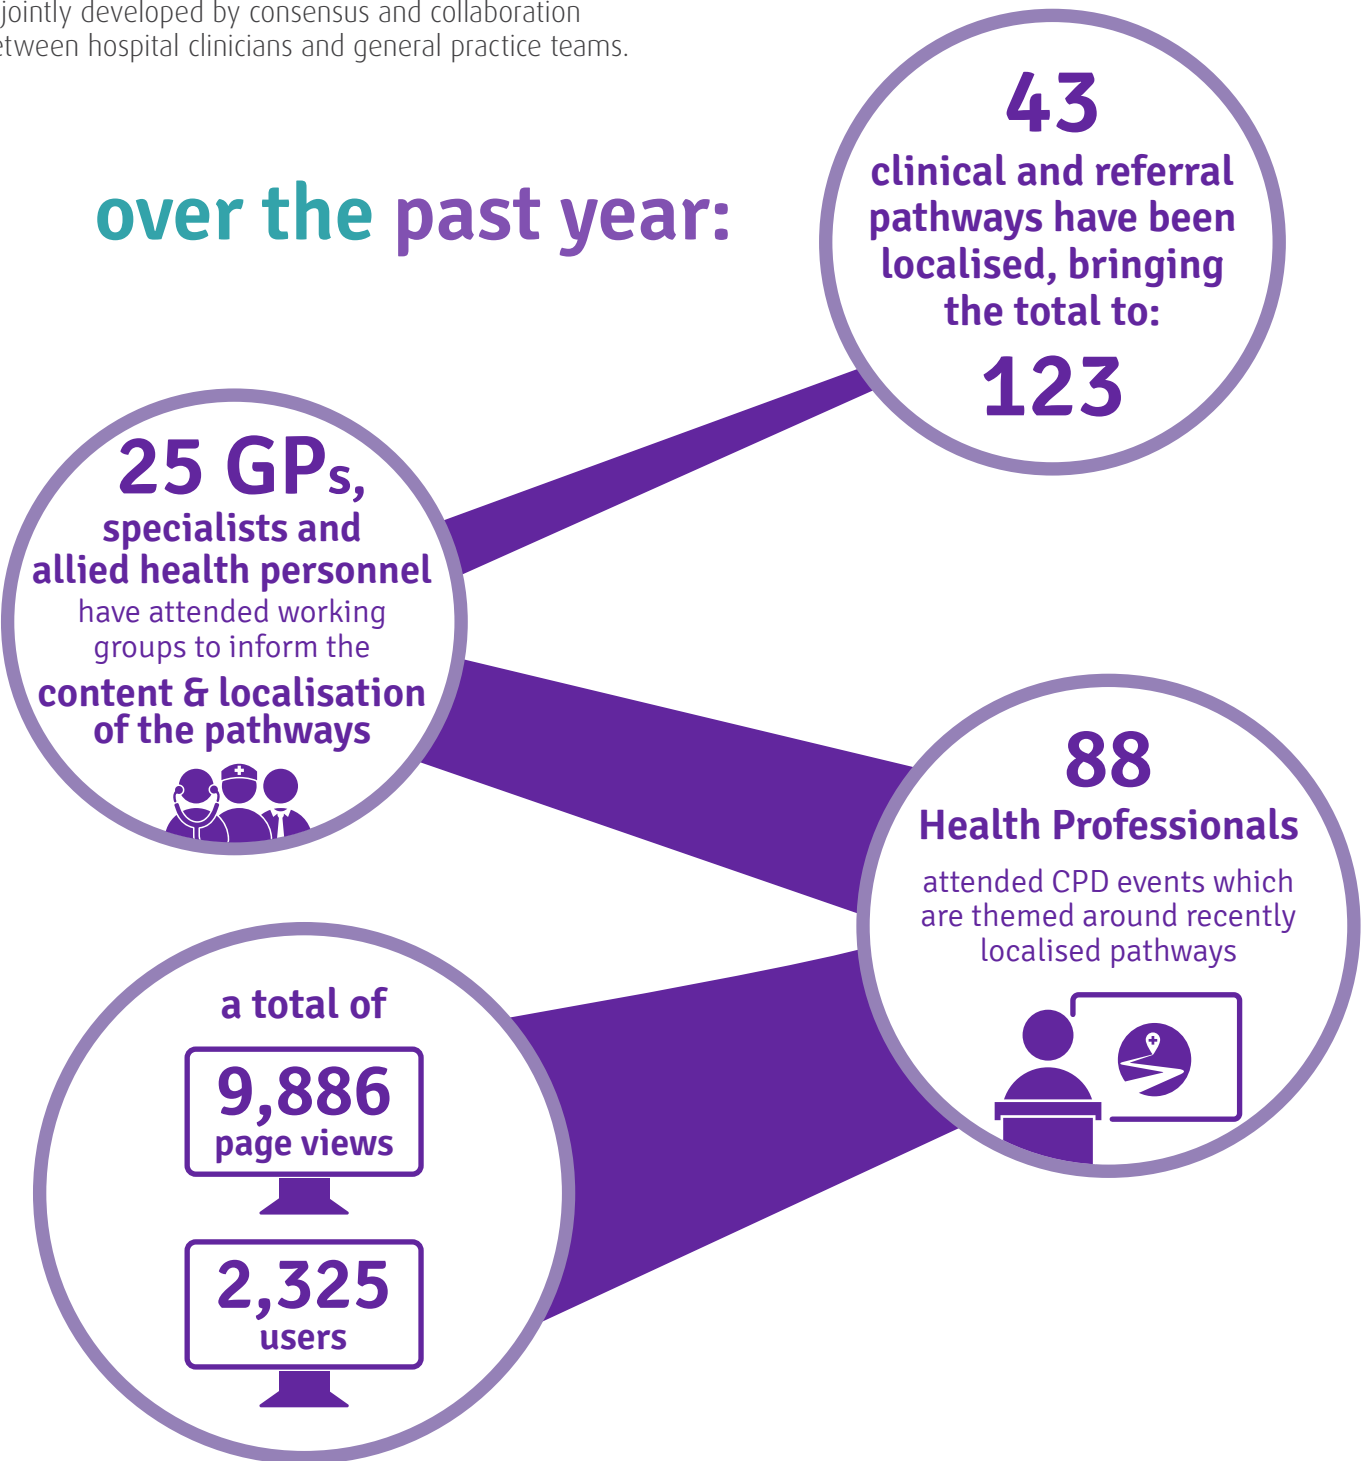 jointly developed by consensus and collaboration
between hospital clinicians and general practice teams.
over the past year:
43
clinical and referral
pathways have been
localised, bringing
the total to:
123
25 GPs,
specialists and
allied health personnel
have attended working
groups to inform the
content & localisation
of the pathways
88
Health Professionals
attended CPD events which
are themed around recently
localised pathways
a total of
9,886
page views
2,325
users